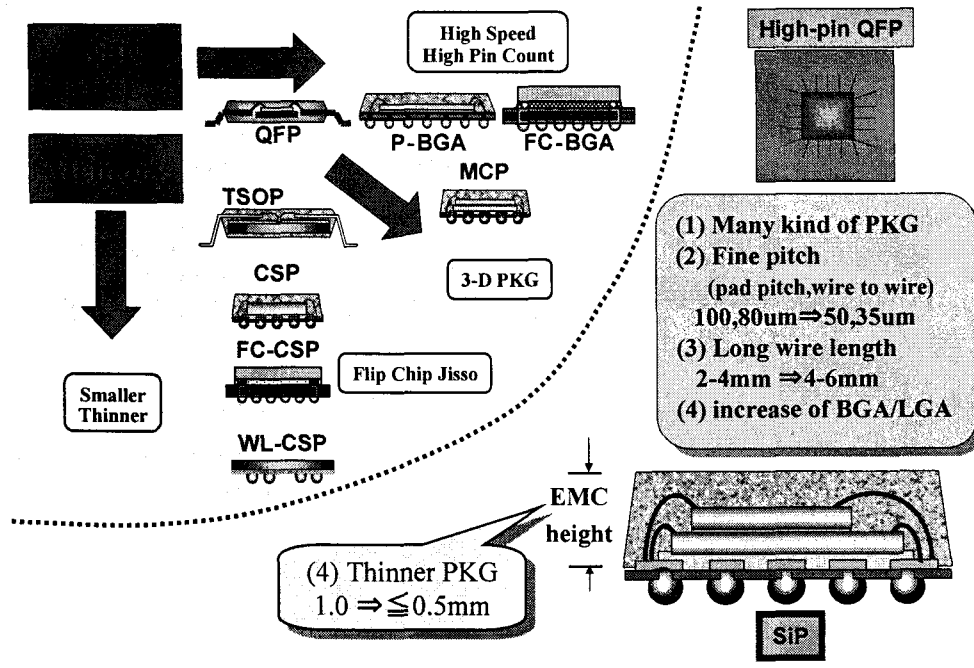 High Speed
High Pin Count
QFP
P-BGA
FC-BGA
MCP
TSOP
3-D PKG
CSP
FC-CSP
Flip Chip Jisso
Smaller
Thinner
WL-CSP
High-pin QFP
(1) Many kind of PKG
(2) Fine pitch
(pad pitch,wire to wire)
100,80um⇒50,35um
(3) Long wire length
2-4mm ⇒4-6mm
(4) increase of BGA/LGA
EMC
height
(4) Thinner PKG
1.0 ⇒ ≦0.5mm
SiP